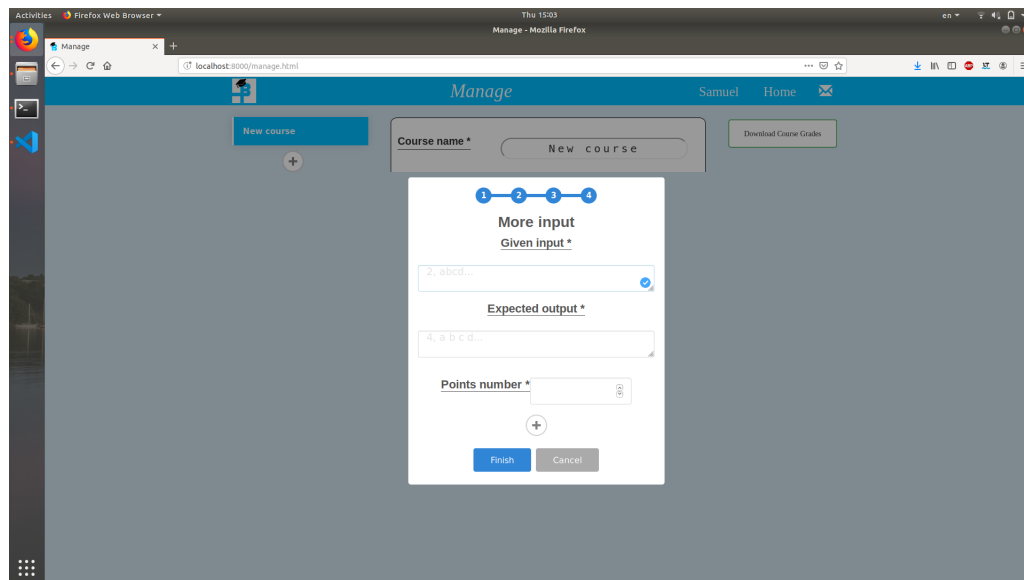 Activities Firefox Web Browser Thu 15:03 en
Manage - Mozilla Firefox
Manage × +
localhost:8000/manage.html
Manage Samuel Home
New course
Course name *
New course
Download Course Grades
1 2 3 4
More input
Given input *
2, abcd...
Expected output *
4, a b c d...
Points number *
Finish Cancel